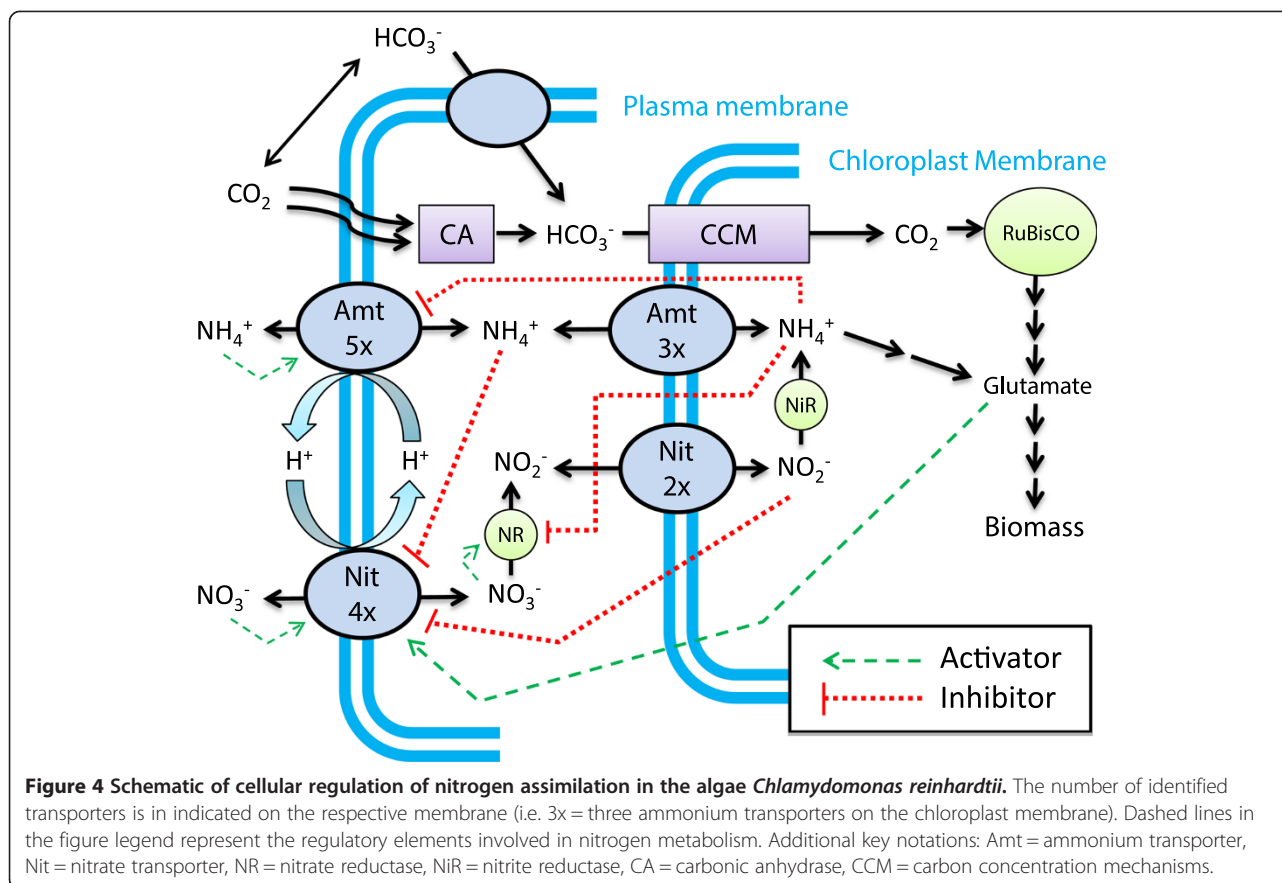 HCO₃⁻
Plasma membrane
Chloroplast Membrane
CO₂
CA
HCO₃⁻
CCM
CO₂
RuBisCO
NH₄⁺
Amt
5x
NH₄⁺
Amt
3x
NH₄⁺
Glutamate
NiR
H⁺
H⁺
NO₂⁻
Nit
2x
NO₂⁻
NR
Biomass
NO₃⁻
Nit
4x
NO₃⁻
Activator
Inhibitor
Figure 4 Schematic of cellular regulation of nitrogen assimilation in the algae Chlamydomonas reinhardtii. The number of identified
transporters is in indicated on the respective membrane (i.e. 3x = three ammonium transporters on the chloroplast membrane). Dashed lines in
the figure legend represent the regulatory elements involved in nitrogen metabolism. Additional key notations: Amt = ammonium transporter,
Nit = nitrate transporter, NR = nitrate reductase, NiR = nitrite reductase, CA = carbonic anhydrase, CCM = carbon concentration mechanisms.